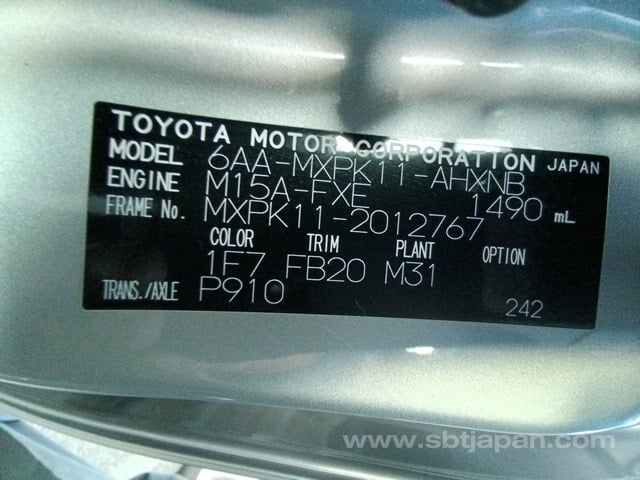 TOYOTA MOTOR CORPORATION JAPAN
MODEL 6AA-MXPK11-AHXNB
ENGINE M15A-FXE 1490 mL
FRAME No. MXPK11-2012767
COLOR TRIM PLANT OPTION
1F7 FB20 M31
TRANS./AXLE P910
242
www.sbtjapan.com